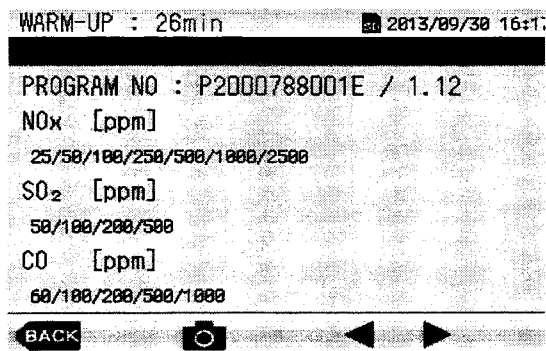 WARM-UP : 26min 2013/09/30 16:17
PROGRAM NO : P2000788001E / 1.12
NOx [ppm]
25/50/100/250/500/1000/2500
SO₂ [ppm]
50/100/200/500
CO [ppm]
60/100/200/500/1000
BACK